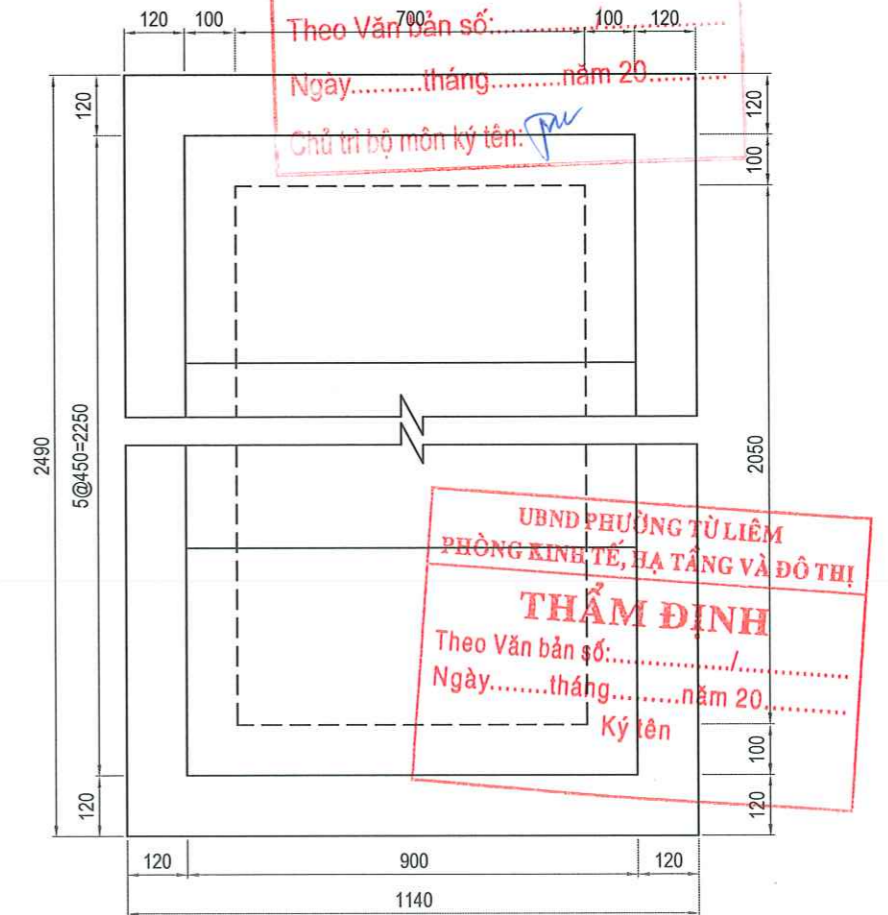 120 100 700 100 120
Theo Văn bản số:............/............
Ngày..........tháng..........năm 20...........
Chủ trì bộ môn ký tên:
120
120
100
2490
5@450=2250
2050
UBND PHƯỜNG TỪ LIÊM
PHÒNG KINH TẾ, HẠ TẦNG VÀ ĐÔ THỊ
THẨM ĐỊNH
Theo Văn bản số:................/...............
Ngày........tháng.........năm 20...........
Ký tên
100
120
120
120 900 120
1140